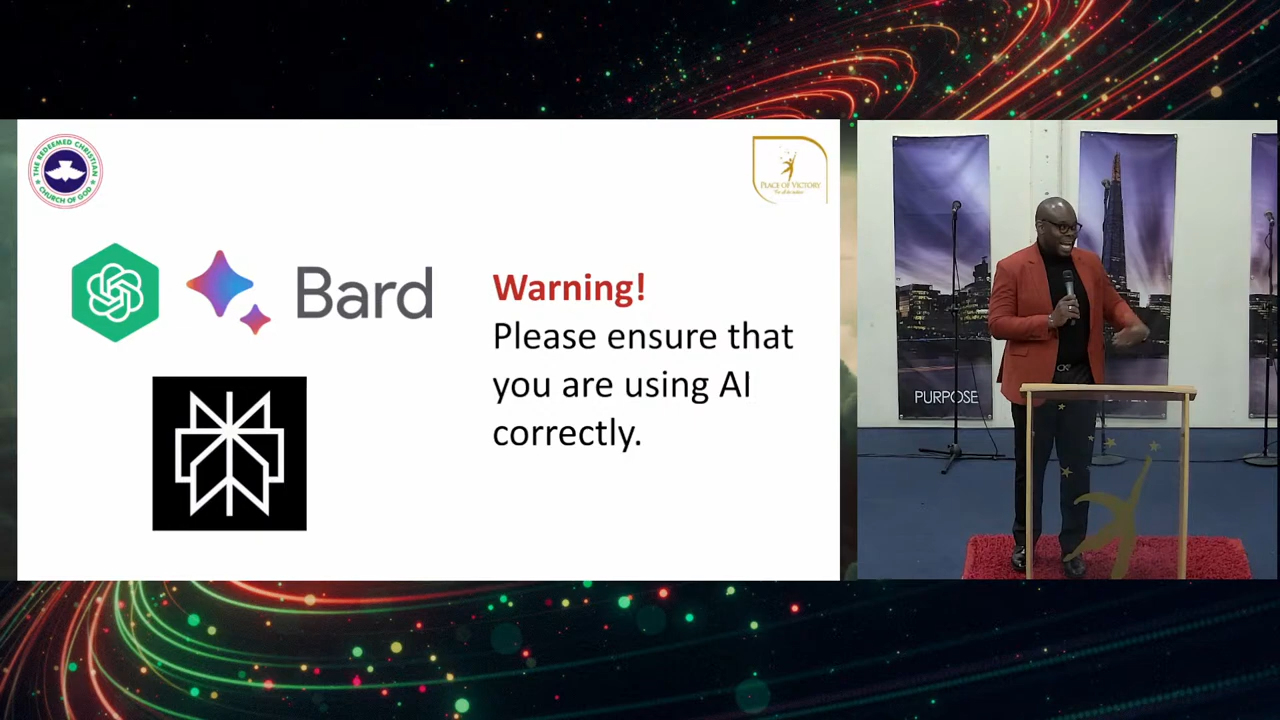 THE REDEEMED CHRISTIAN
CHURCH OF GOD
PLACE OF VICTORY
Bard
Warning!
Please ensure that
you are using AI
correctly.
PURPOSE